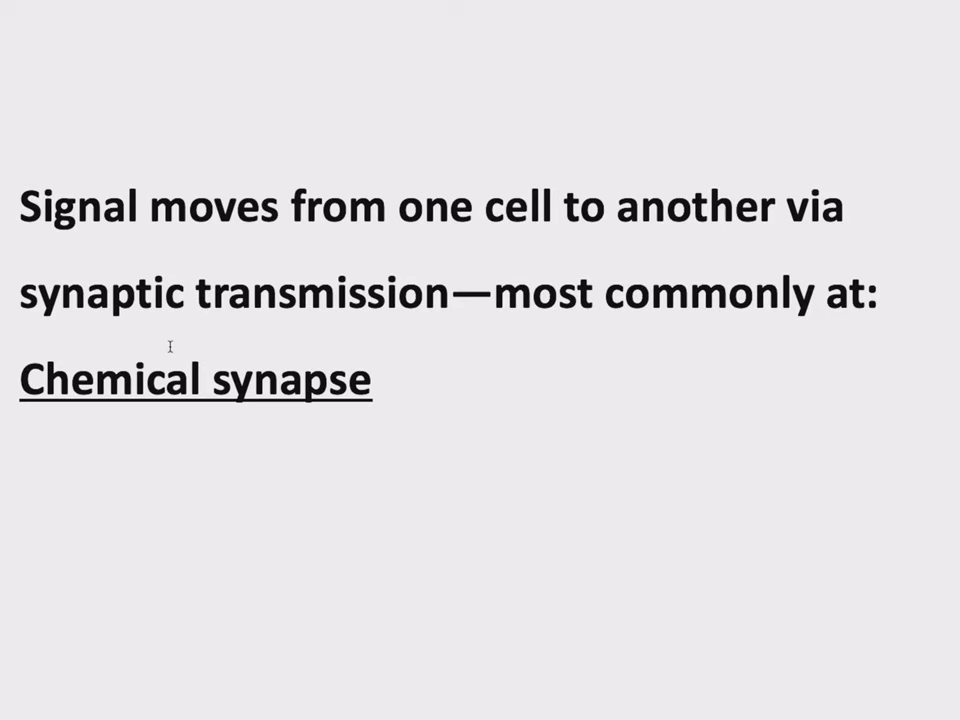 Signal moves from one cell to another via
synaptic transmission—most commonly at:
Chemical synapse